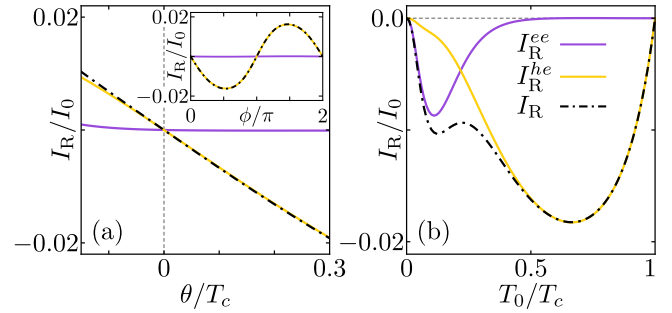 0.02
I_R/I_0
−0.02
(a)
0
0.3
θ/T_c
0.02
I_R/I_0
−0.02
0
ϕ/π
2
0.0
I_R/I_0
−0.02
(b)
0
0.5
1
T_0/T_c
I_R^{ee}
I_R^{he}
I_R